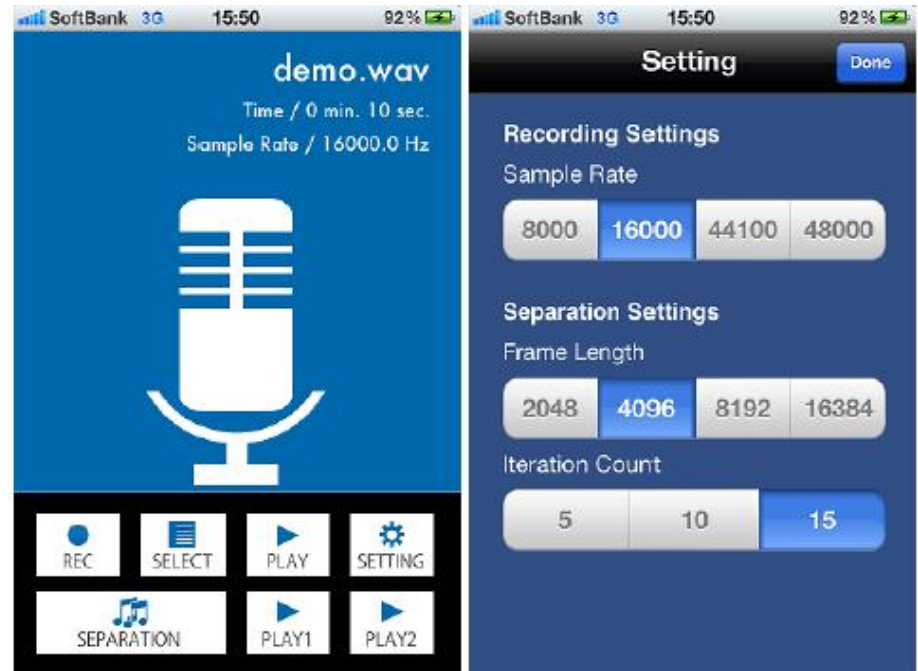 SoftBank 3G 15:50 92%
demo.wav
Time / 0 min. 10 sec.
Sample Rate / 16000.0 Hz
REC SELECT PLAY SETTING
SEPARATION PLAY1 PLAY2
SoftBank 3G 15:50 92%
Setting Done
Recording Settings
Sample Rate
8000 16000 44100 48000
Separation Settings
Frame Length
2048 4096 8192 16384
Iteration Count
5 10 15